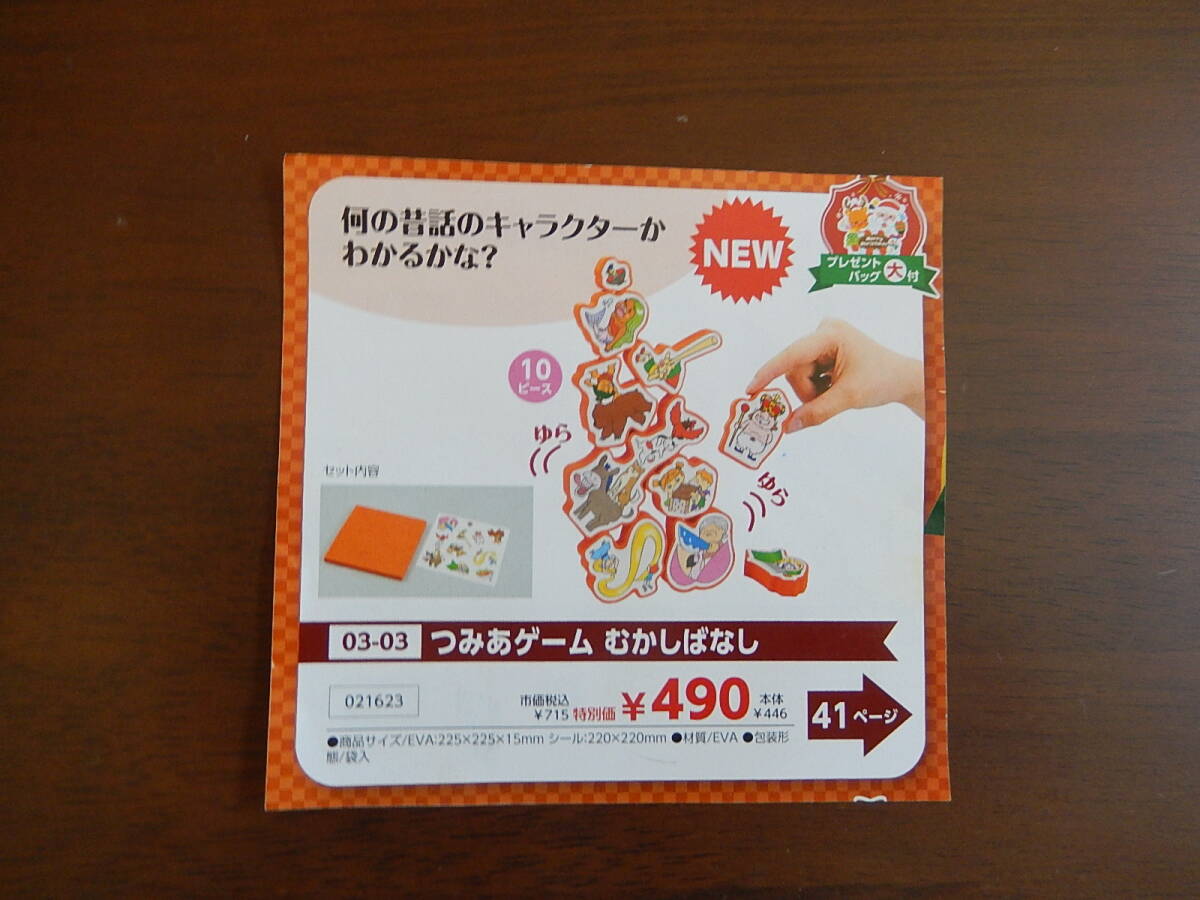 何の昔話のキャラクターか
わかるかな?
NEW
プレゼント
バッグ 大 付
10
ピース
ゆら
ゆら
セット内容
03-03 つみあゲーム むかしばなし
021623
市価税込
¥715 特別価 ¥490 本体
¥446
41ページ
●商品サイズ/EVA:225×225×15mm シール:220×220mm ●材質/EVA ●包装形
態/袋入